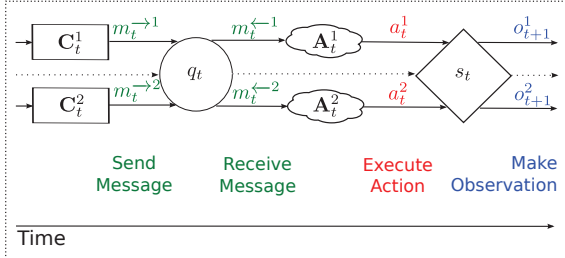 C_t^1 m_t^{→1} m_t^{←1} A_t^1 a_t^1 o_{t+1}^1
q_t s_t
C_t^2 m_t^{→2} m_t^{←2} A_t^2 a_t^2 o_{t+1}^2
Send Receive Execute Make
Message Message Action Observation
Time